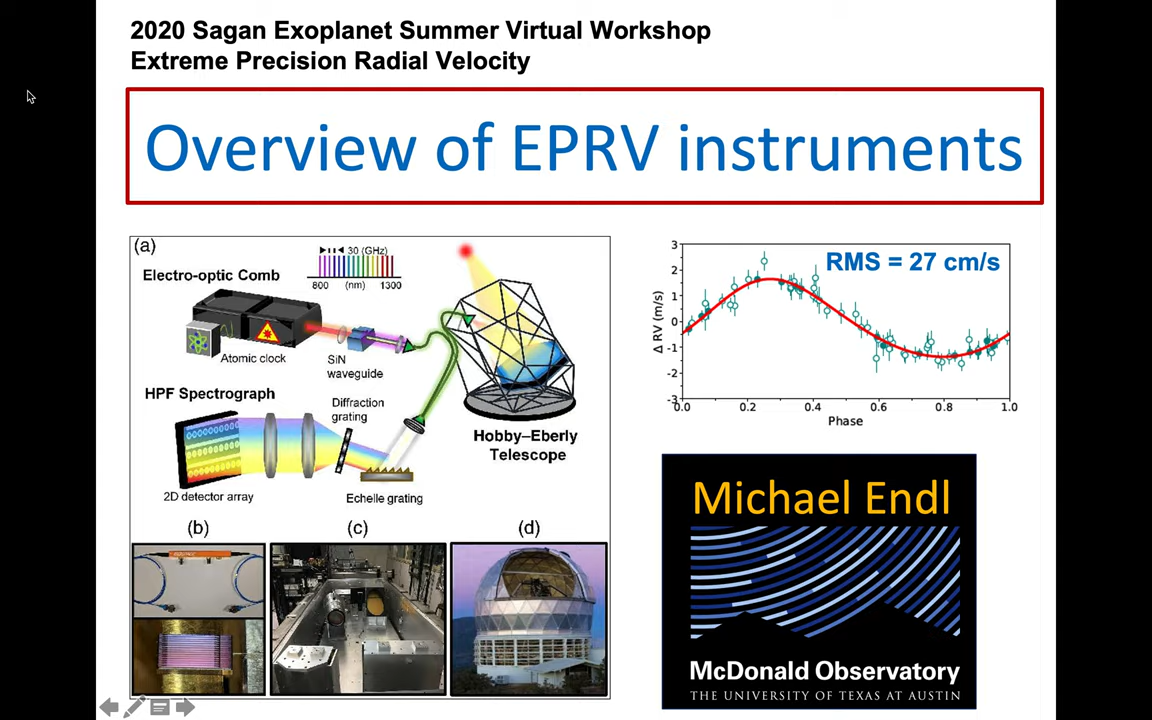 2020 Sagan Exoplanet Summer Virtual Workshop
Extreme Precision Radial Velocity
Overview of EPRV instruments
(a)
30 (GHz)
Electro-optic Comb
800 (nm) 1300
Atomic clock
SiN
waveguide
HPF Spectrograph
Diffraction
grating
Hobby–Eberly
Telescope
2D detector array
Echelle grating
(b) (c) (d)
RMS = 27 cm/s
3
2
1
0
-1
-2
-3
Δ RV (m/s)
0.0 0.2 0.4 0.6 0.8 1.0
Phase
Michael Endl
McDonald Observatory
THE UNIVERSITY OF TEXAS AT AUSTIN